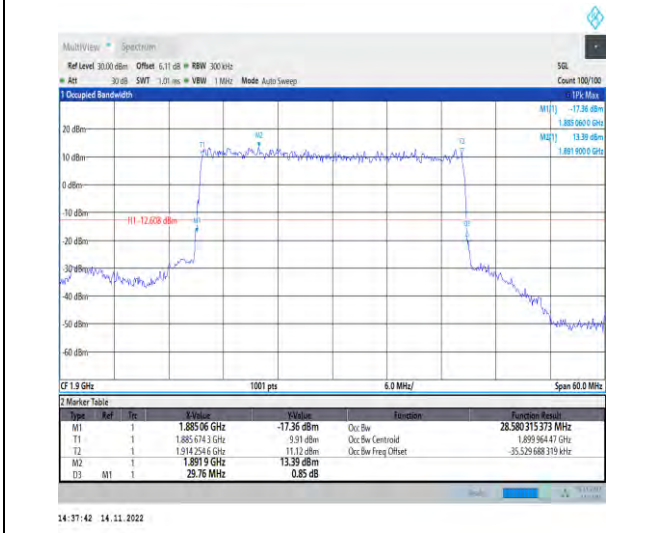 MultiView Spectrum
Ref Level 30.00 dBm Offset 6.11 dB RBW 300 kHz SGL
Att 30 dB SWT 1.01 ms VBW 1 MHz Mode Auto Sweep Count 100/100
1 Occupied Bandwidth 1Pk Max
M1[1] -17.36 dBm
1.885 060 0 GHz
M2[1] 13.39 dBm
1.891 900 0 GHz
20 dBm
T1 M2 T2
10 dBm
0 dBm
-10 dBm
H1 -12.608 dBm M1 D3
-20 dBm
-30 dBm
-40 dBm
-50 dBm
-60 dBm
CF 1.9 GHz 1001 pts 6.0 MHz/ Span 60.0 MHz
2 Marker Table
Type Ref Trc X-Value Y-Value Function Function Result
M1 1 1.88506 GHz -17.36 dBm Occ Bw 28.580 315 373 MHz
T1 1 1.885 674 3 GHz 9.91 dBm Occ Bw Centroid 1.899 964 47 GHz
T2 1 1.914 254 6 GHz 11.12 dBm Occ Bw Freq Offset -35.529 688 319 kHz
M2 1 1.8919 GHz 13.39 dBm
D3 M1 1 29.76 MHz 0.85 dB
14:37:42 14.11.2022